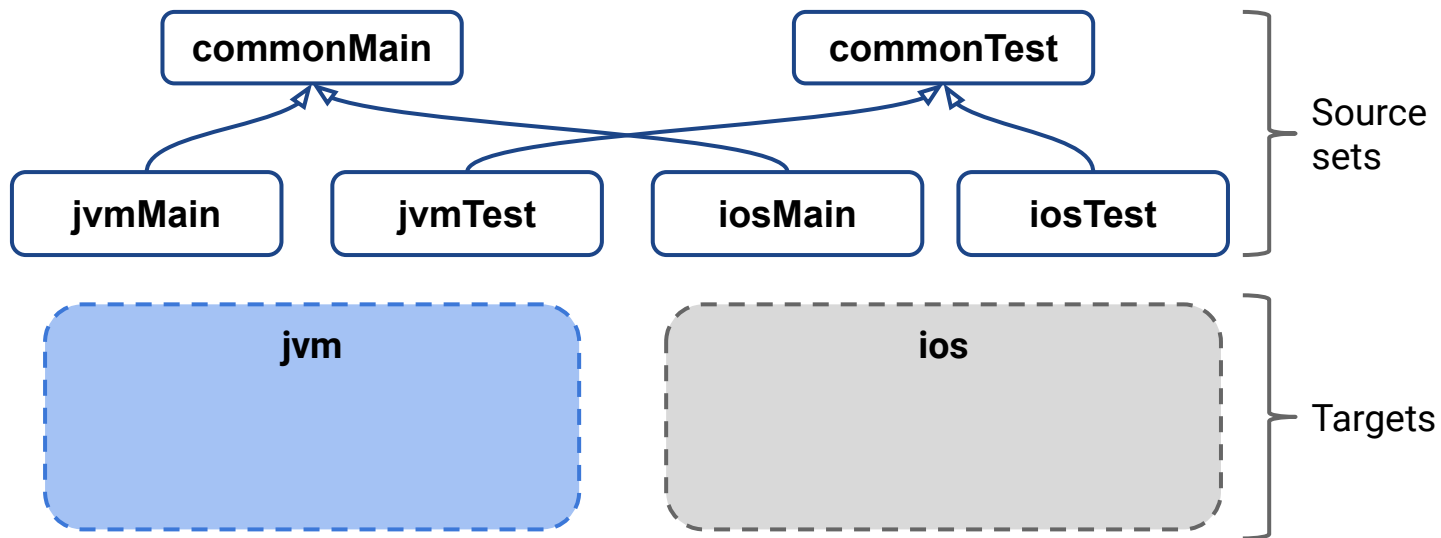 commonMain
commonTest
Source
sets
jvmMain
jvmTest
iosMain
iosTest
jvm
ios
Targets